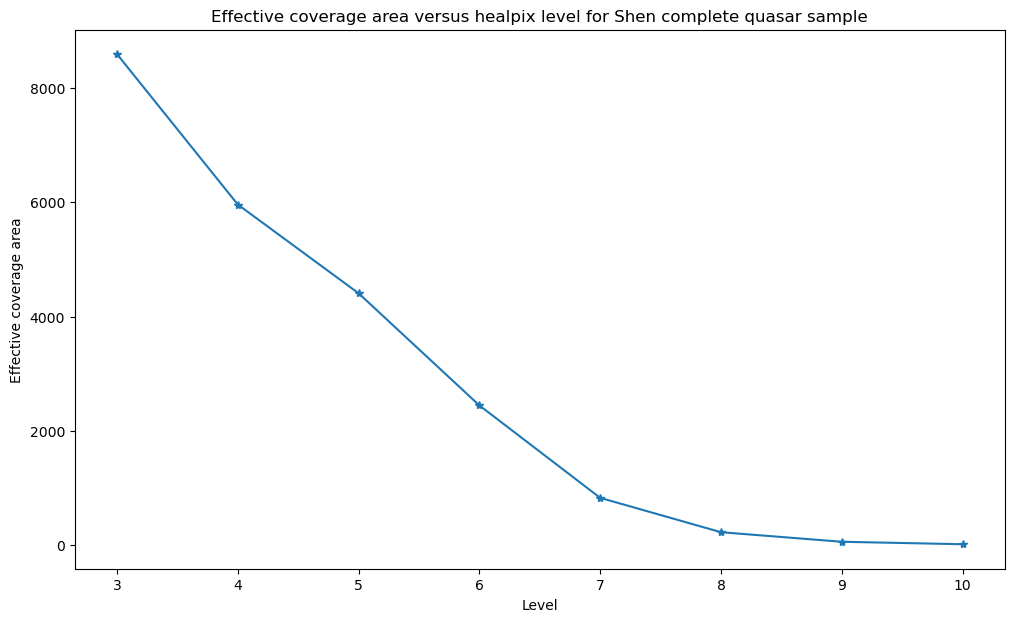 Effective coverage area versus healpix level for Shen complete quasar sample
Effective coverage area
8000
6000
4000
2000
0
3 4 5 6 7 8 9 10
Level